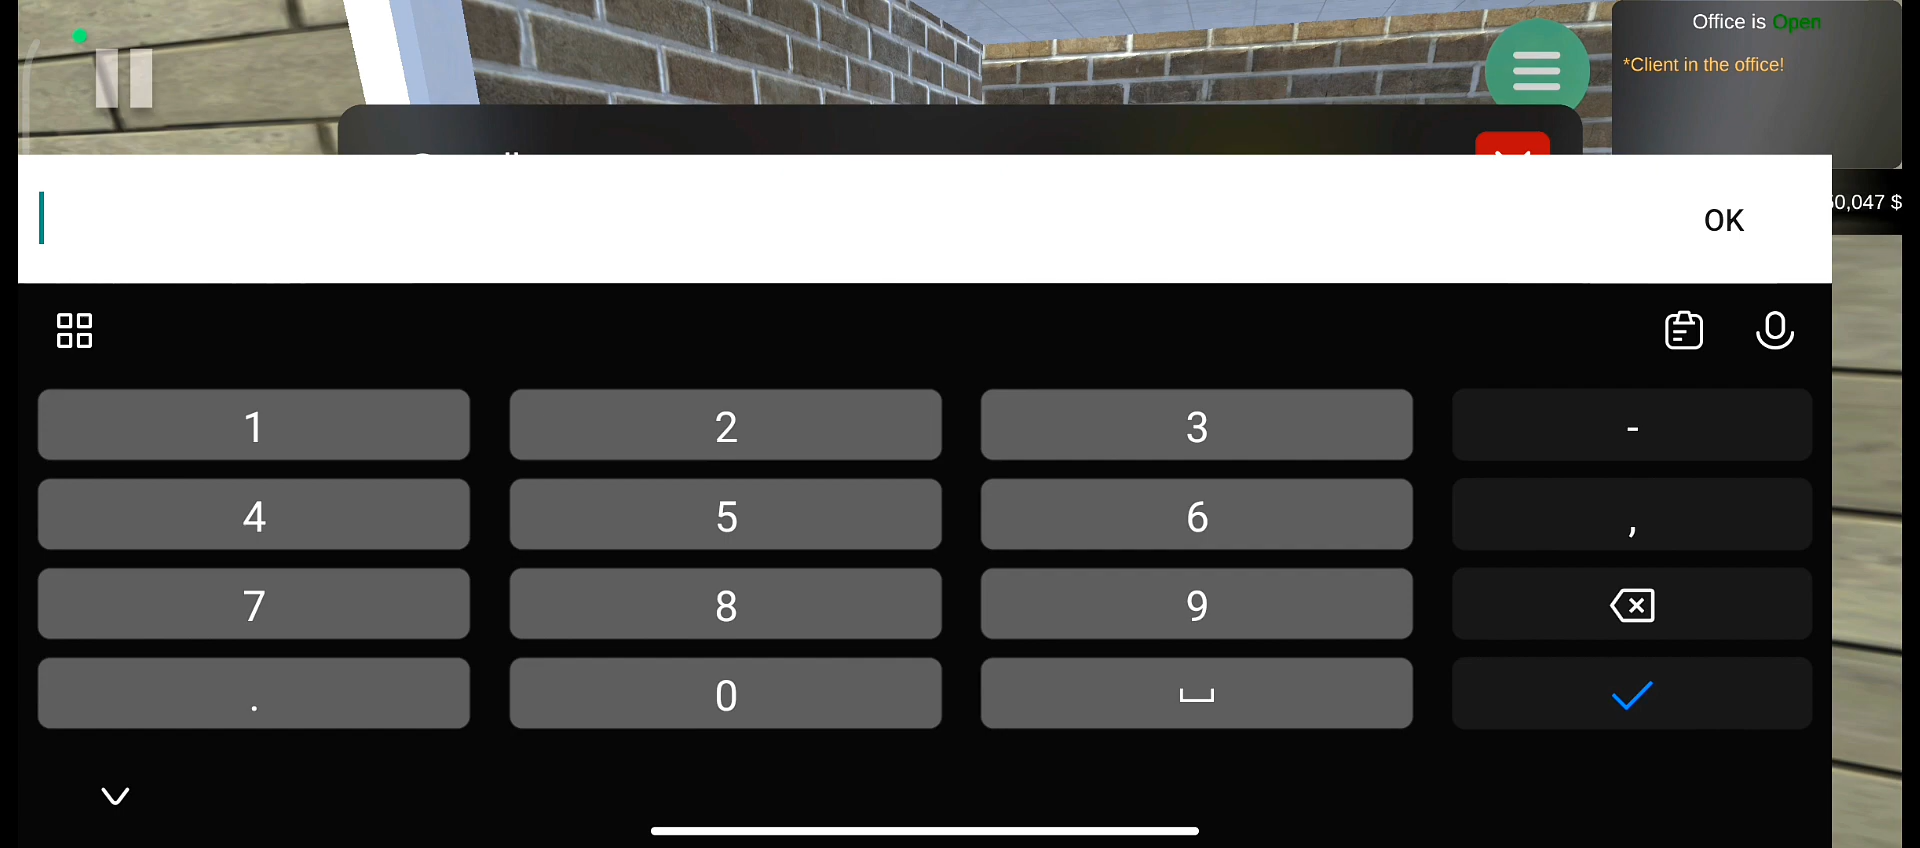 Office is Open
*Client in the office!
0,047 $
OK
1 2 3 -
4 5 6 ,
7 8 9
. 0